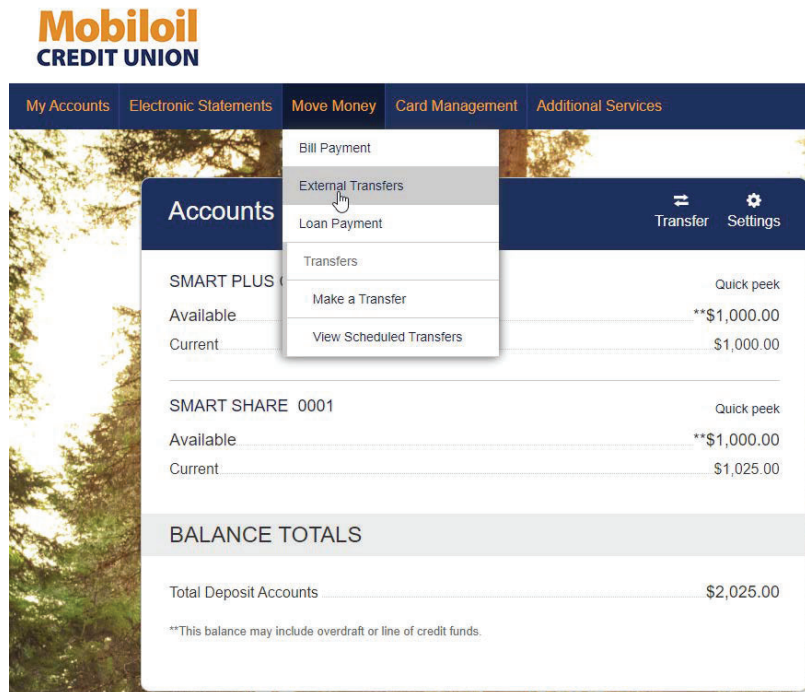 Mobiloil
CREDIT UNION
My Accounts Electronic Statements Move Money Card Management Additional Services
Bill Payment
External Transfers
Loan Payment
Transfers
Make a Transfer
View Scheduled Transfers
Accounts
Transfer Settings
SMART PLUS
Quick peek
Available **$1,000.00
Current $1,000.00
SMART SHARE 0001
Quick peek
Available **$1,000.00
Current $1,025.00
BALANCE TOTALS
Total Deposit Accounts $2,025.00
**This balance may include overdraft or line of credit funds.